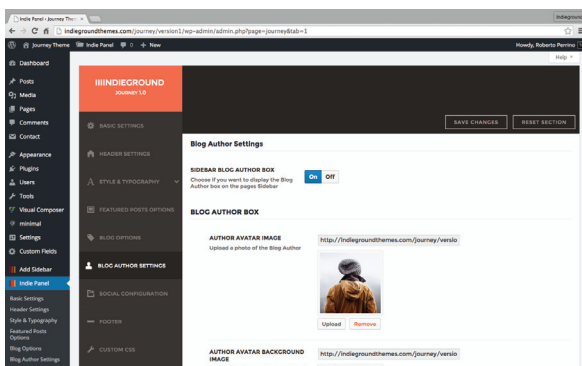 Indie Panel ‹ Journey The
Indieground
indiegroundthemes.com/journey/version1/wp-admin/admin.php?page=journey&tab=1
Journey Theme
Indie Panel
0
+ New
Howdy, Roberto Perrino
Help
Dashboard
Posts
Media
Pages
Comments
Contact
Appearance
Plugins
Users
Tools
Visual Composer
minimal
Settings
Custom Fields
Add Sidebar
Indie Panel
Basic Settings
Header Settings
Style & Typography
Featured Posts
Options
Blog Options
Blog Author Settings
INDIEGROUND
JOURNEY 1.0
BASIC SETTINGS
HEADER SETTINGS
STYLE & TYPOGRAPHY
FEATURED POSTS OPTIONS
BLOG OPTIONS
BLOG AUTHOR SETTINGS
SOCIAL CONFIGURATION
FOOTER
CUSTOM CSS
SAVE CHANGES
RESET SECTION
Blog Author Settings
SIDEBAR BLOG AUTHOR BOX
Choose if you want to display the Blog
Author box on the pages Sidebar
On
Off
BLOG AUTHOR BOX
AUTHOR AVATAR IMAGE
Upload a photo of the Blog Author
http://indiegroundthemes.com/journey/versio
Upload
Remove
AUTHOR AVATAR BACKGROUND
IMAGE
http://indiegroundthemes.com/journey/versio